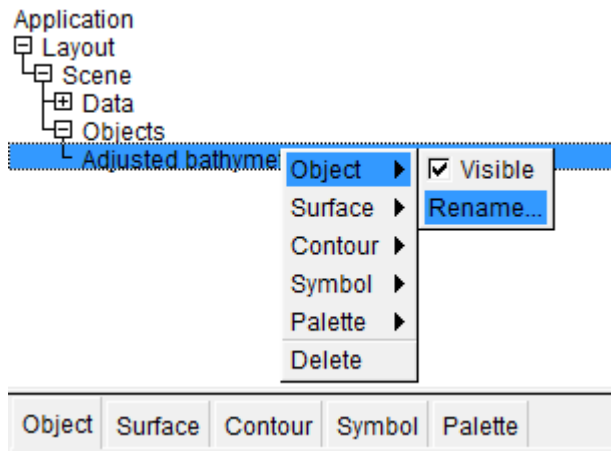 Application
Layout
Scene
Data
Objects
Adjusted
Object
Visible
Surface
Rename...
Contour
Symbol
Palette
Delete
Object Surface Contour Symbol Palette